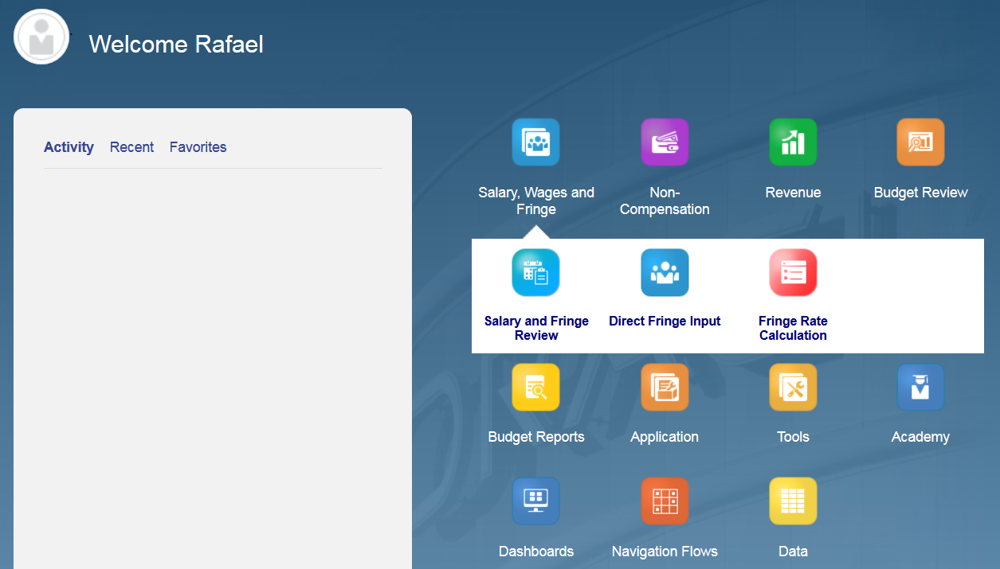 Welcome Rafael
Activity Recent Favorites
Salary, Wages and
Fringe
Non-
Compensation
Revenue
Budget Review
Salary and Fringe
Review
Direct Fringe Input
Fringe Rate
Calculation
Budget Reports
Application
Tools
Academy
Dashboards
Navigation Flows
Data